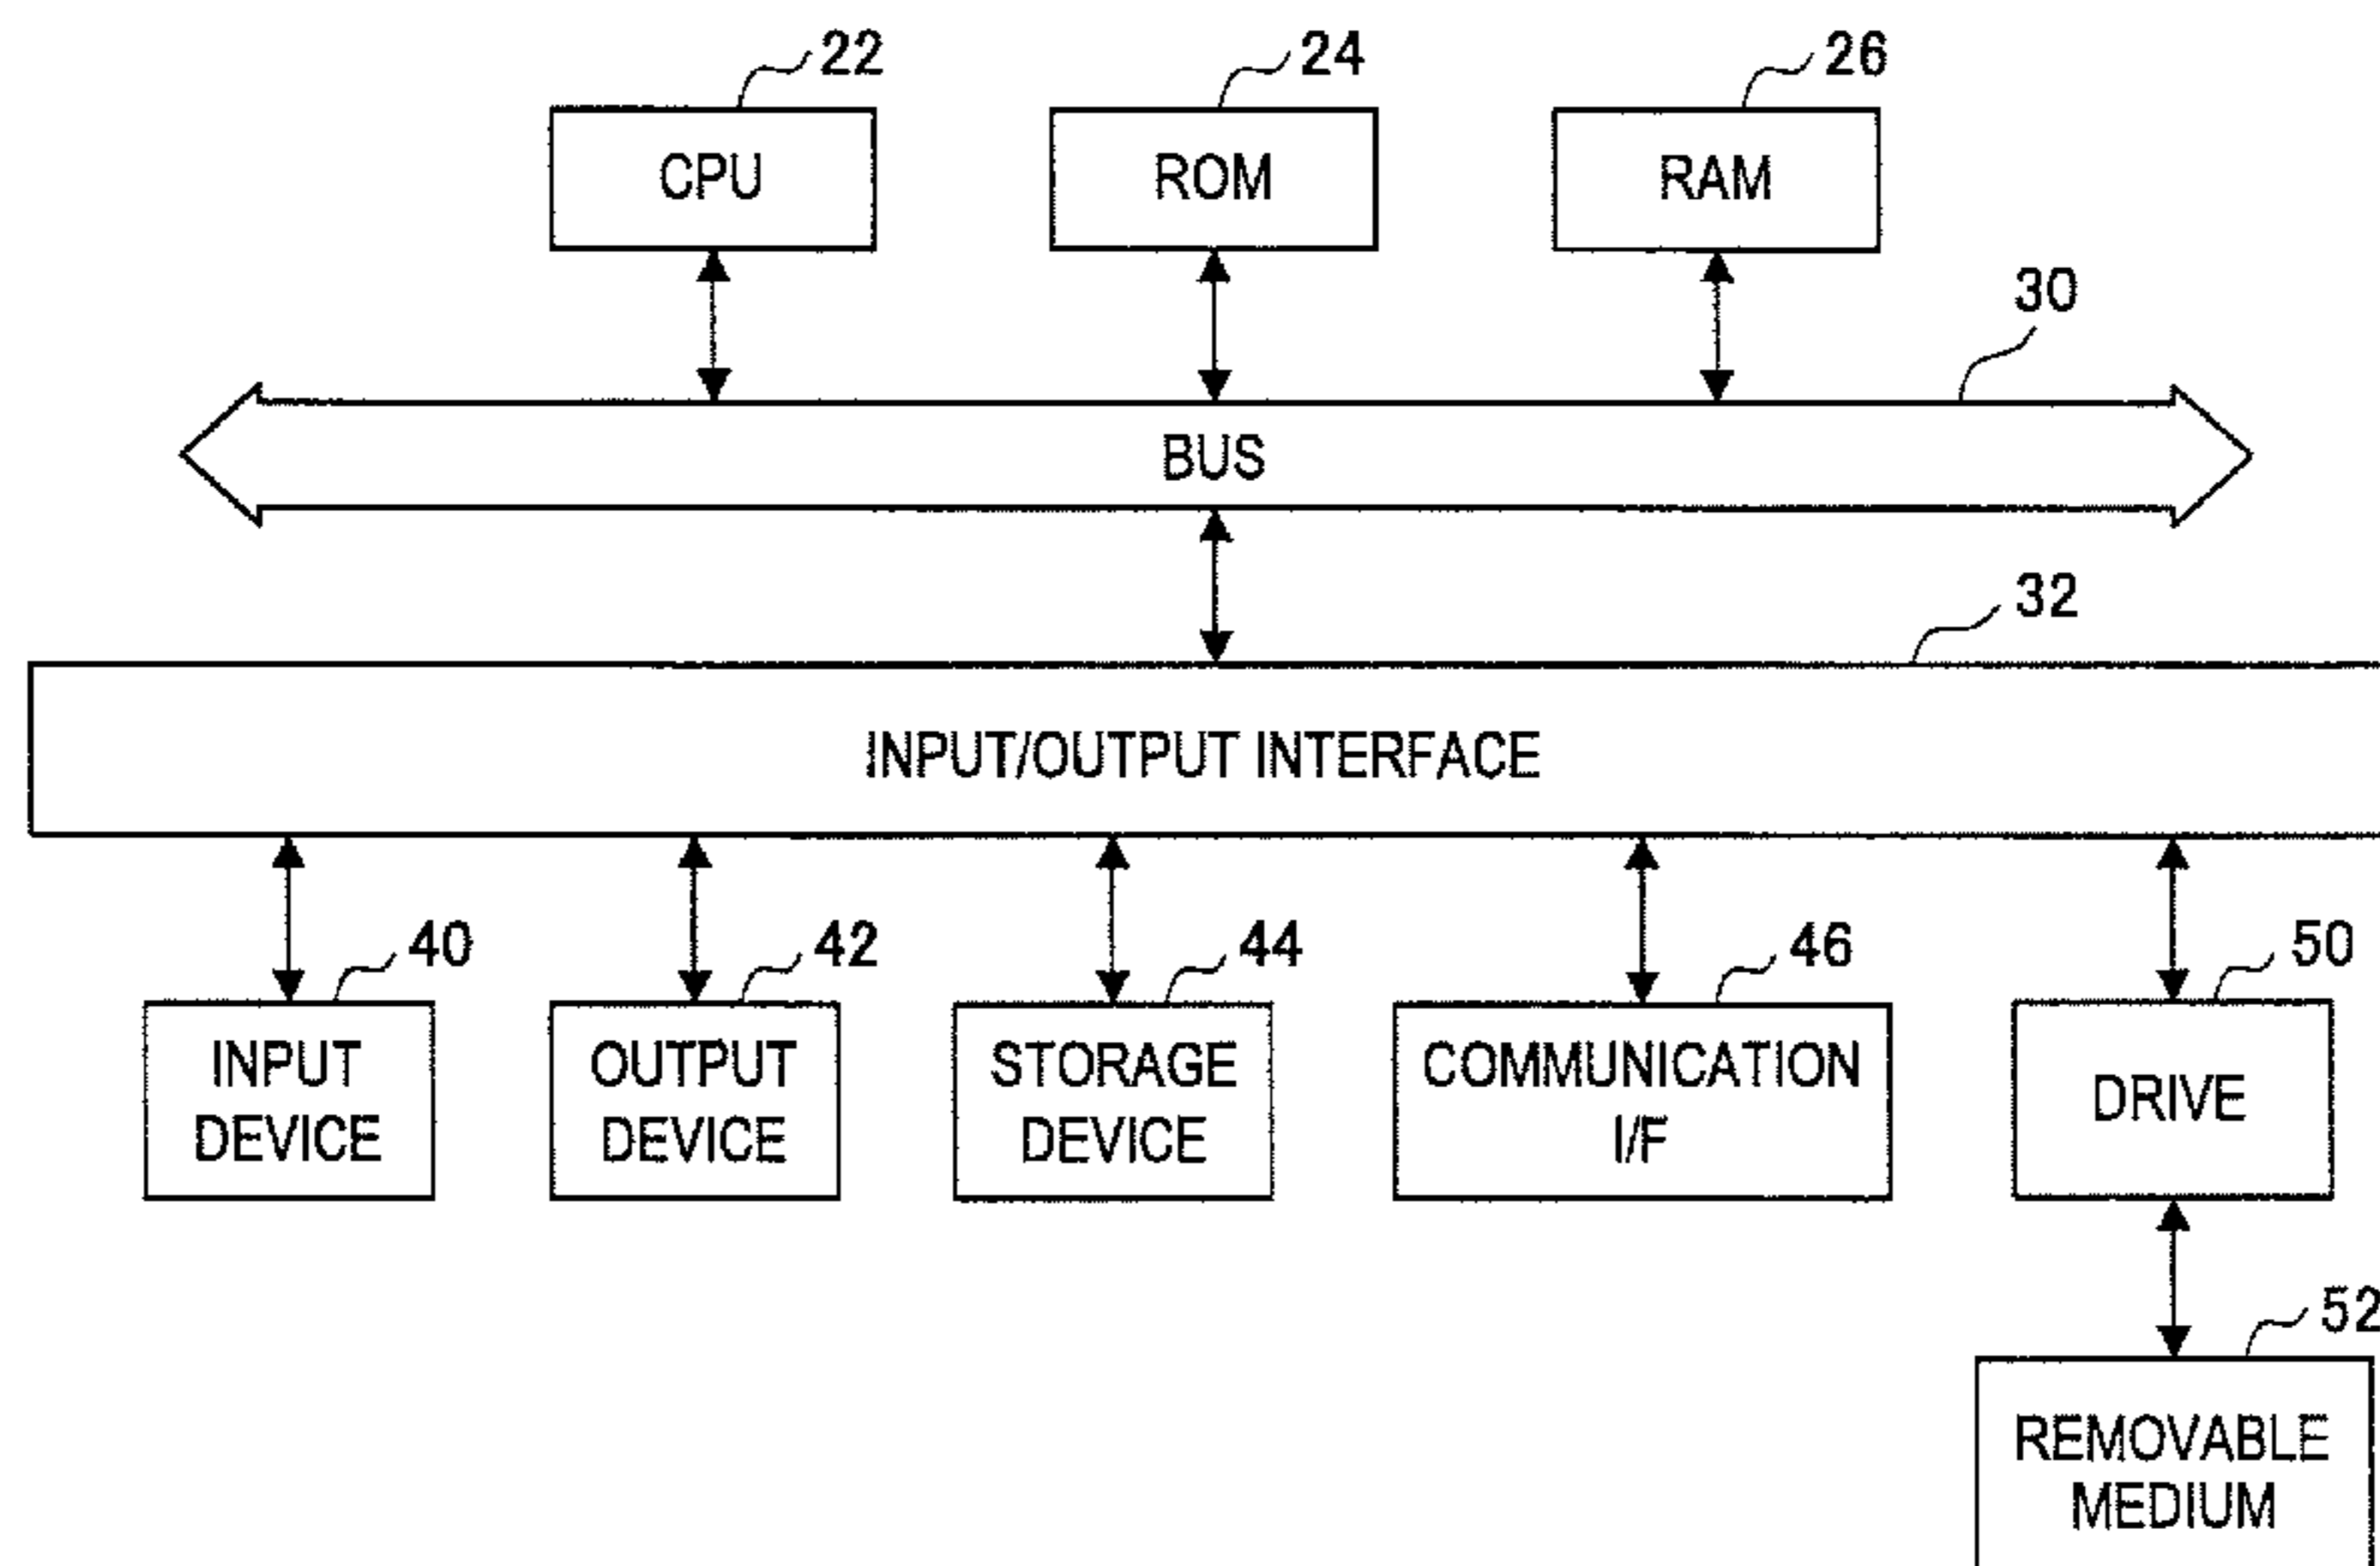 22
24
26
CPU
ROM
RAM
30
BUS
32
INPUT/OUTPUT INTERFACE
40
42
44
46
50
INPUT
DEVICE
OUTPUT
DEVICE
STORAGE
DEVICE
COMMUNICATION
I/F
DRIVE
52
REMOVABLE
MEDIUM